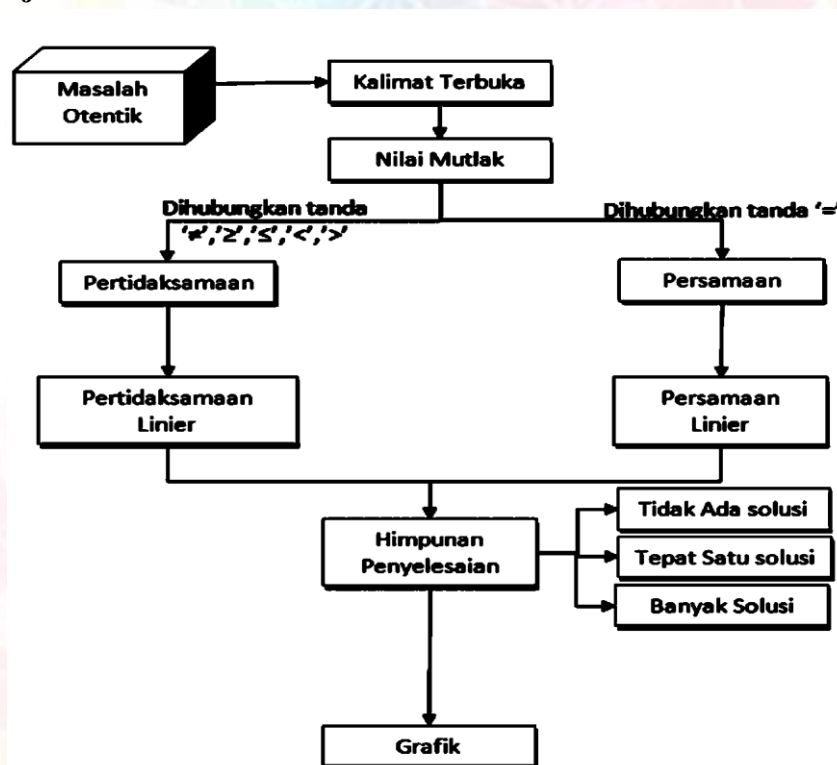 Masalah
Otentik
Kalimat Terbuka
Nilai Mutlak
Dihubungkan tanda
'≠','≥','≤','<','>'
Dihubungkan tanda '='
Pertidaksamaan
Persamaan
Pertidaksamaan
Linier
Persamaan
Linier
Himpunan
Penyelesaian
Tidak Ada solusi
Tepat Satu solusi
Banyak Solusi
Grafik